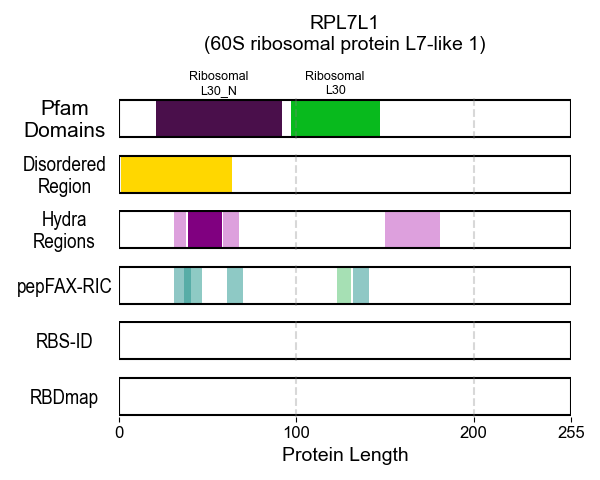 RPL7L1
(60S ribosomal protein L7-like 1)
Ribosomal
L30_N
Ribosomal
L30
Pfam
Domains
Disordered
Region
Hydra
Regions
pepFAX-RIC
RBS-ID
RBDmap
0
100
200
255
Protein Length